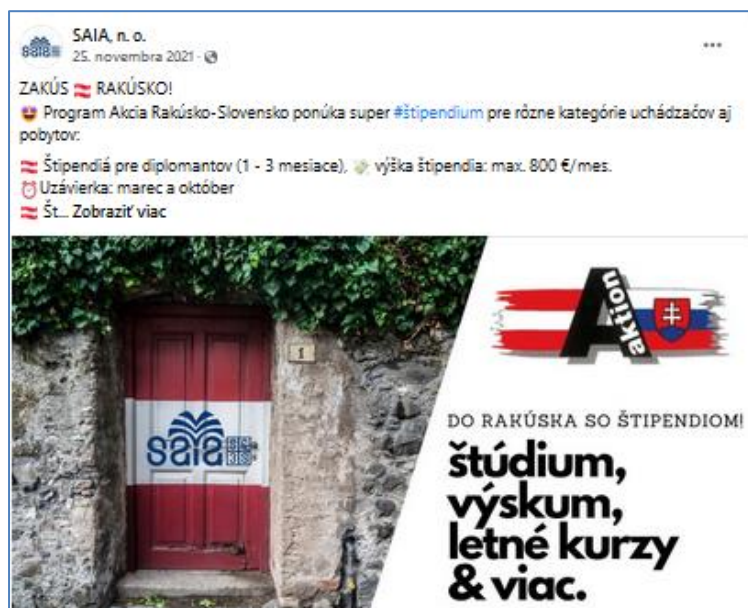 SAIA, n. o.
25. novembra 2021 ·
ZAKÚS RAKÚSKO!
Program Akcia Rakúsko-Slovensko ponúka super #štipendium pre rôzne kategórie uchádzačov aj
pobytov:
Štipendiá pre diplomantov (1 - 3 mesiace), výška štipendia: max. 800 €/mes.
Uzávierka: marec a október
Št... Zobraziť viac
1
saia
A aktion
DO RAKÚSKA SO ŠTIPENDIOM!
štúdium,
výskum,
letné kurzy
& viac.